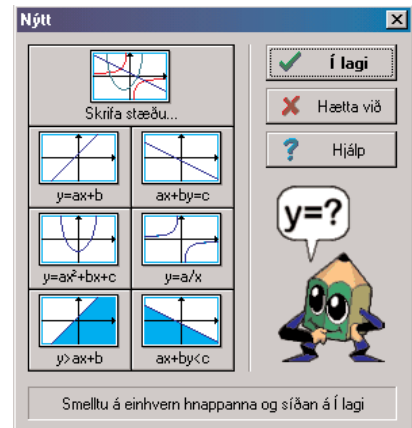 Nýtt
Skrifa stæðu...
y=ax+b
ax+by=c
y=ax²+bx+c
y=a/x
y>ax+b
ax+by<c
Í lagi
Hætta við
Hjálp
y=?
Smelltu á einhvern hnappanna og síðan á Í lagi